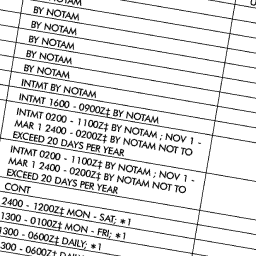 NOTAM
BY NOTAM
BY NOTAM
BY NOTAM
BY NOTAM
BY NOTAM
INTMT BY NOTAM
INTMT 1600 - 0900Z‡ BY NOTAM
INTMT 0200 - 1100Z‡ BY NOTAM ; NOV 1 -
MAR 1 2400 - 0200Z‡ BY NOTAM NOT TO
EXCEED 20 DAYS PER YEAR
INTMT 0200 - 1100Z‡ BY NOTAM ; NOV 1 -
MAR 1 2400 - 0200Z‡ BY NOTAM NOT TO
EXCEED 20 DAYS PER YEAR
CONT
2400 - 1200Z‡ MON - SAT; *1
1300 - 0100Z‡ MON - FRI; *1
1300 - 0600Z‡ DAILY; *1
300 - 0600Z‡ DAILY; *1